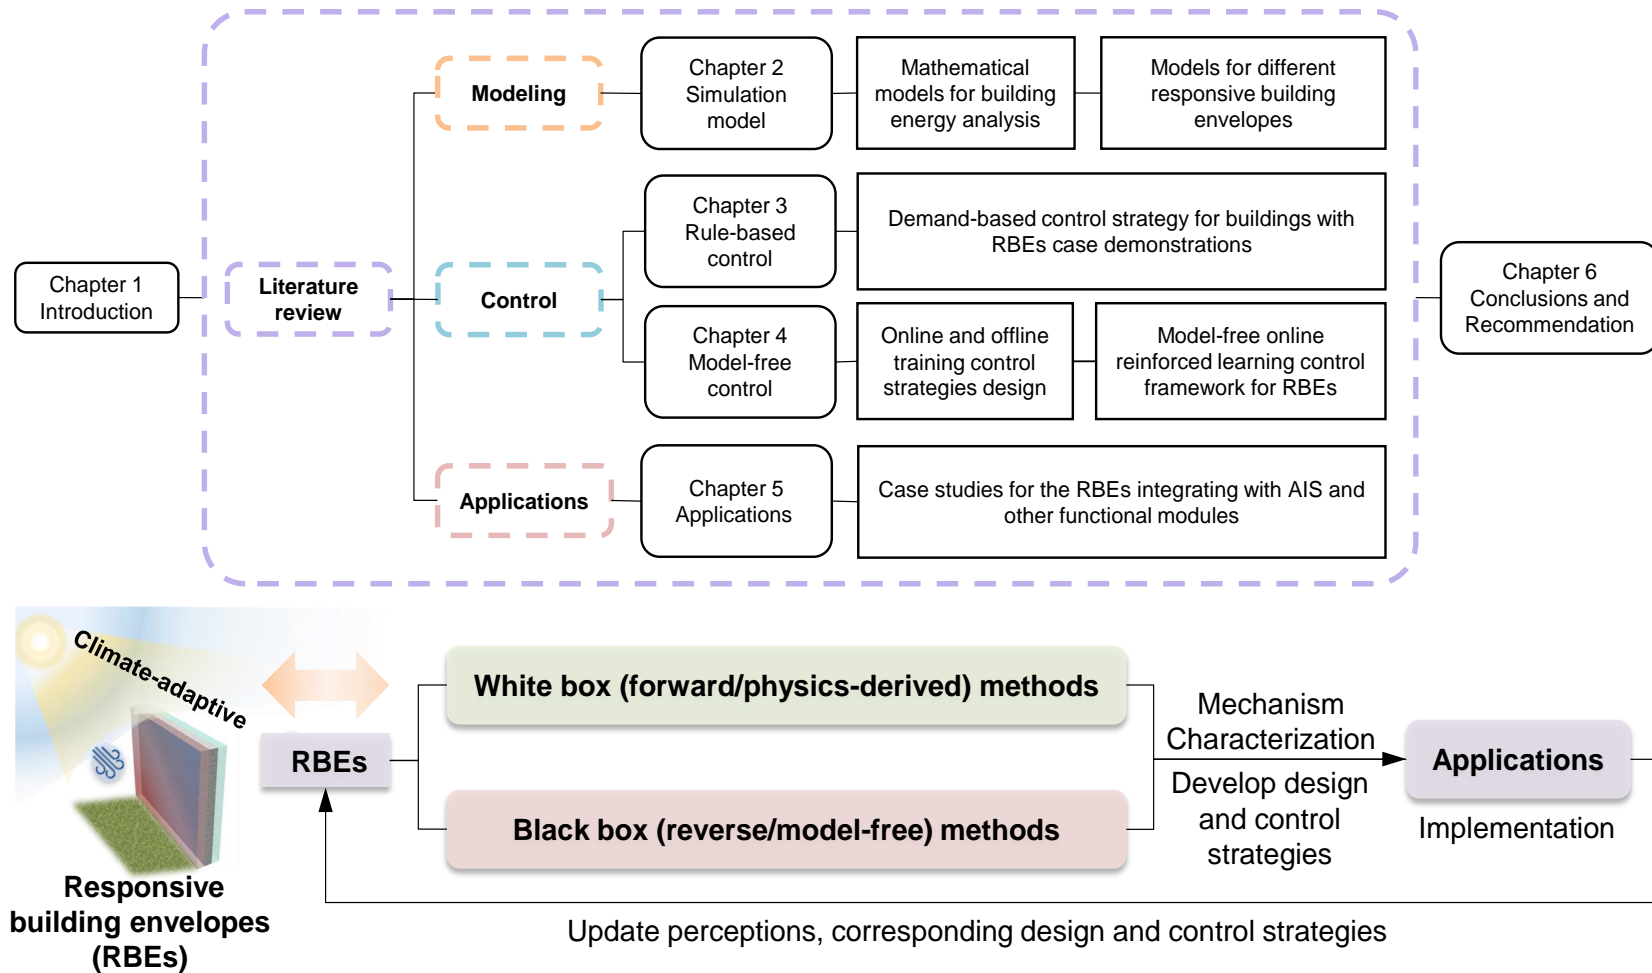 Chapter 1
Introduction
Literature
review
Modeling
Chapter 2
Simulation
model
Mathematical
models for building
energy analysis
Models for different
responsive building
envelopes
Control
Chapter 3
Rule-based
control
Demand-based control strategy for buildings with
RBEs case demonstrations
Chapter 4
Model-free
control
Online and offline
training control
strategies design
Model-free online
reinforced learning control
framework for RBEs
Applications
Chapter 5
Applications
Case studies for the RBEs integrating with AIS and
other functional modules
Chapter 6
Conclusions and
Recommendation
Climate-adaptive
Responsive
building envelopes
(RBEs)
RBEs
White box (forward/physics-derived) methods
Black box (reverse/model-free) methods
Mechanism
Characterization
Develop design
and control
strategies
Applications
Implementation
Update perceptions, corresponding design and control strategies